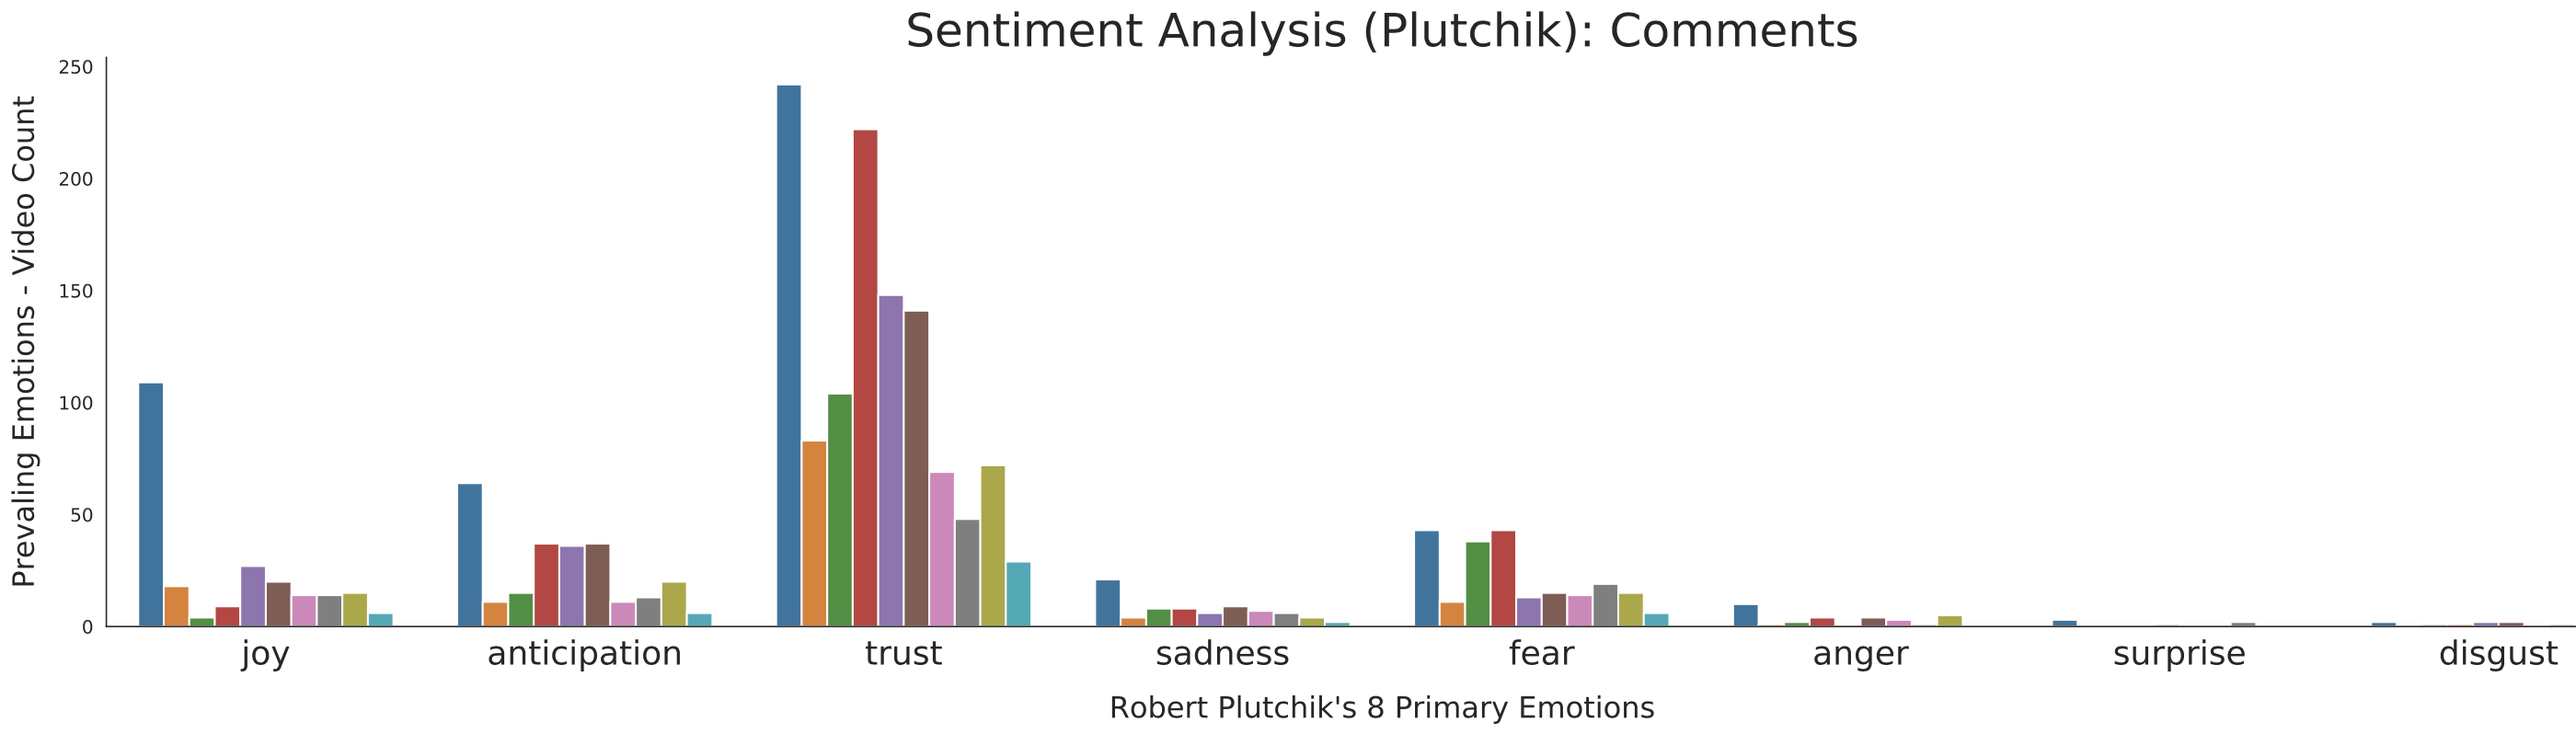 Sentiment Analysis (Plutchik): Comments
Prevaling Emotions - Video Count
250
200
150
100
50
0
joy anticipation trust sadness fear anger surprise disgust
Robert Plutchik's 8 Primary Emotions